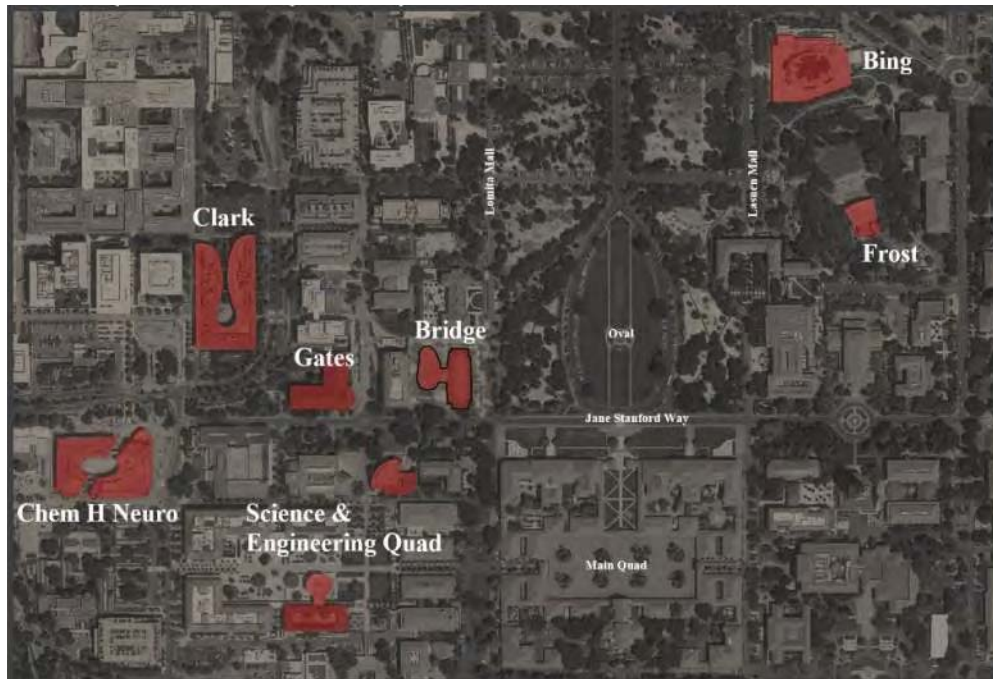 Bing
Lomita Mall
Lasuen Mall
Clark
Frost
Oval
Bridge
Gates
Jane Stanford Way
Chem H Neuro
Science &
Engineering Quad
Main Quad